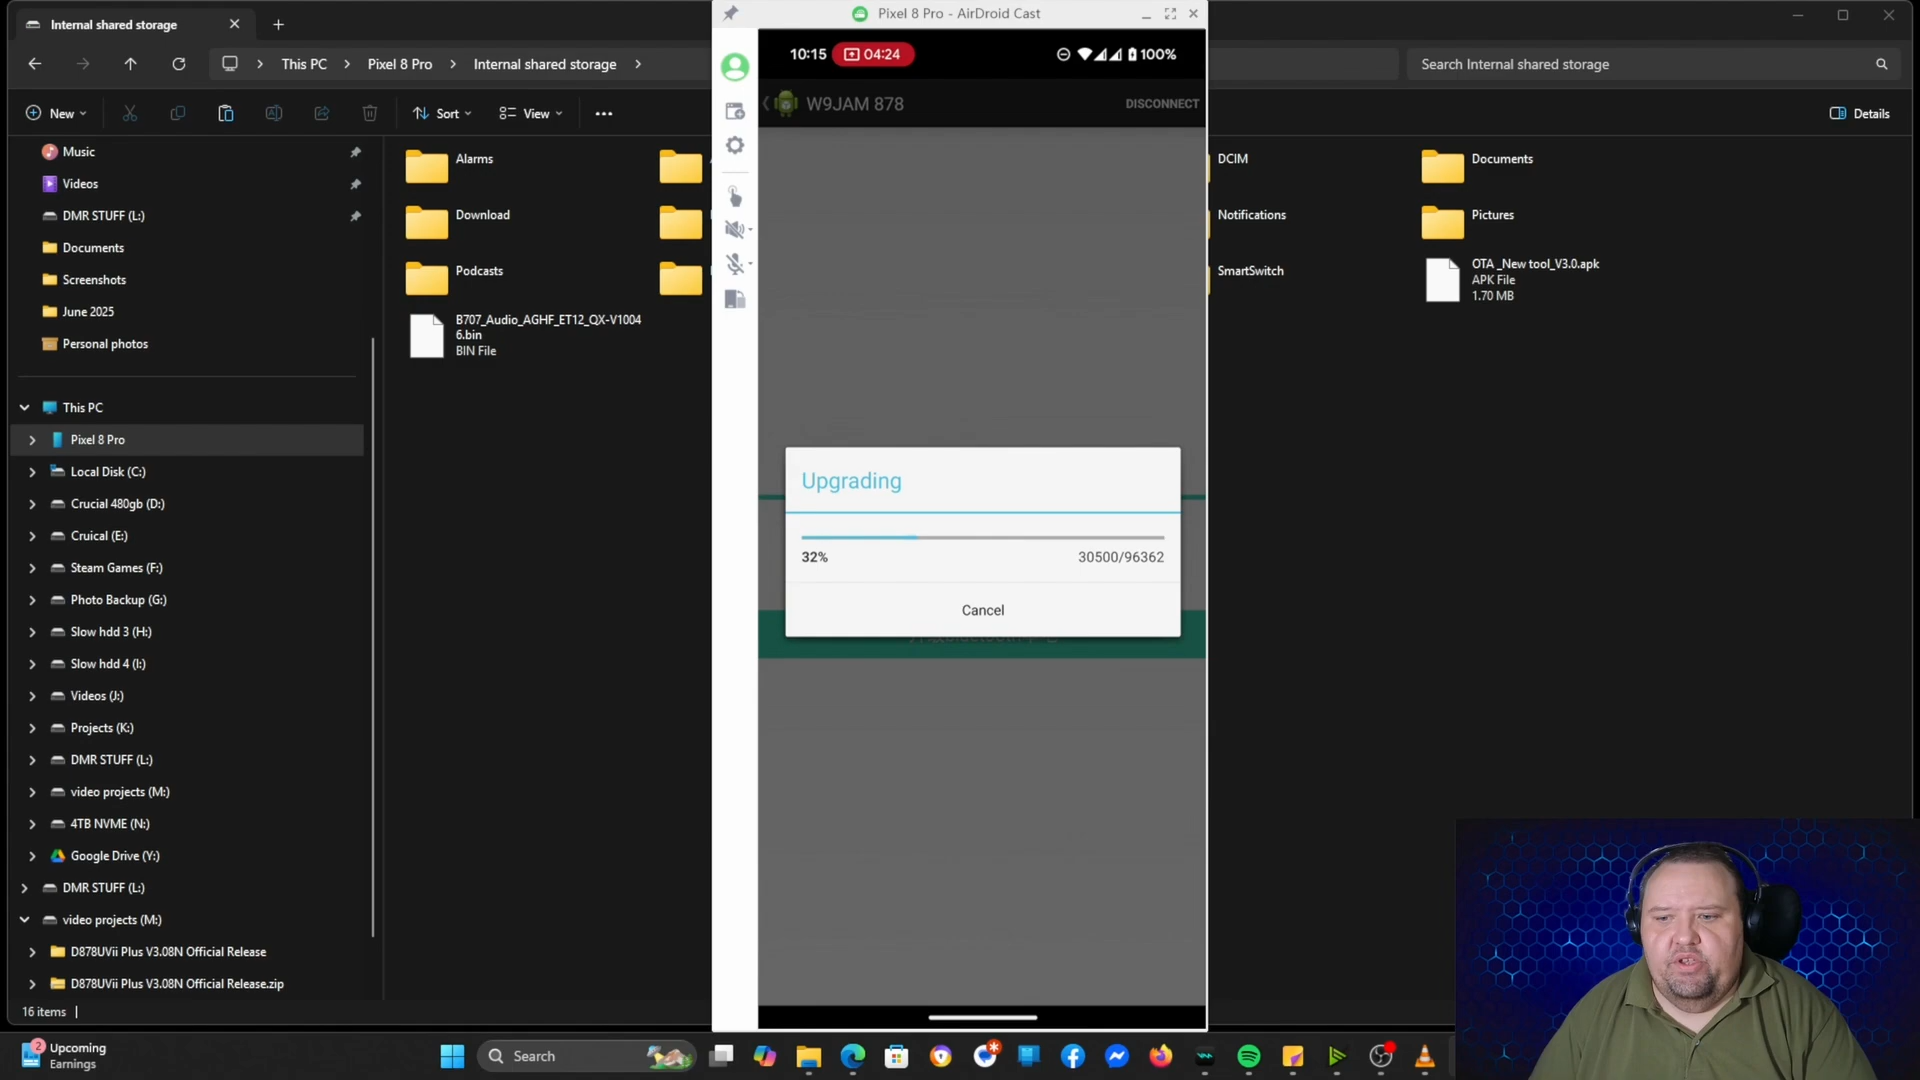 Internal shared storage
Pixel 8 Pro - AirDroid Cast
This PC
Pixel 8 Pro
Internal shared storage
Search Internal shared storage
New
Sort
View
Details
Music
Videos
DMR STUFF (L:)
Documents
Screenshots
June 2025
Personal photos
This PC
Pixel 8 Pro
Local Disk (C:)
Crucial 480gb (D:)
Cruical (E:)
Steam Games (F:)
Photo Backup (G:)
Slow hdd 3 (H:)
Slow hdd 4 (I:)
Videos (J:)
Projects (K:)
DMR STUFF (L:)
video projects (M:)
4TB NVME (N:)
Google Drive (Y:)
DMR STUFF (L:)
video projects (M:)
D878UVii Plus V3.08N Official Release
D878UVii Plus V3.08N Official Release.zip
16 items
Alarms
Download
Podcasts
B707_Audio_AGHF_ET12_QX-V1004
6.bin
BIN File
10:15
04:24
100%
W9JAM 878
DISCONNECT
Upgrading
32%
30500/96362
Cancel
DCIM
Notifications
SmartSwitch
Documents
Pictures
OTA _New tool_V3.0.apk
APK File
1.70 MB
2
Upcoming
Earnings
Search